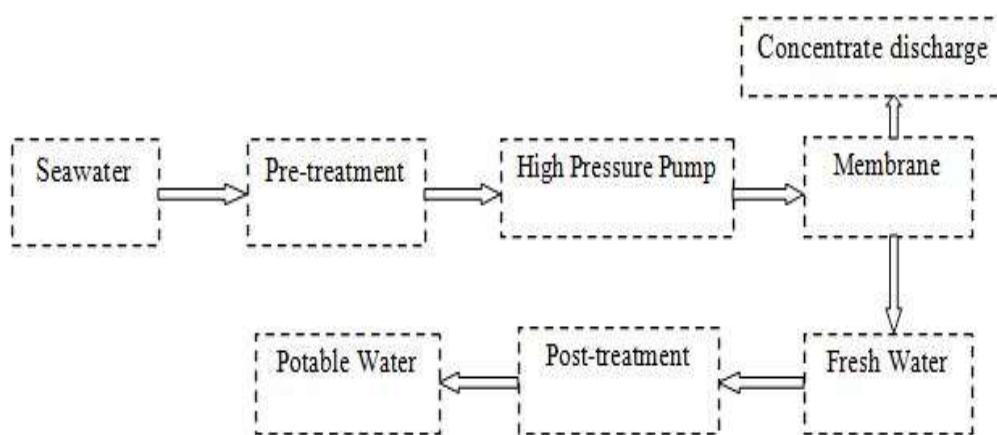 Concentrate discharge
Seawater
Pre-treatment
High Pressure Pump
Membrane
Potable Water
Post-treatment
Fresh Water